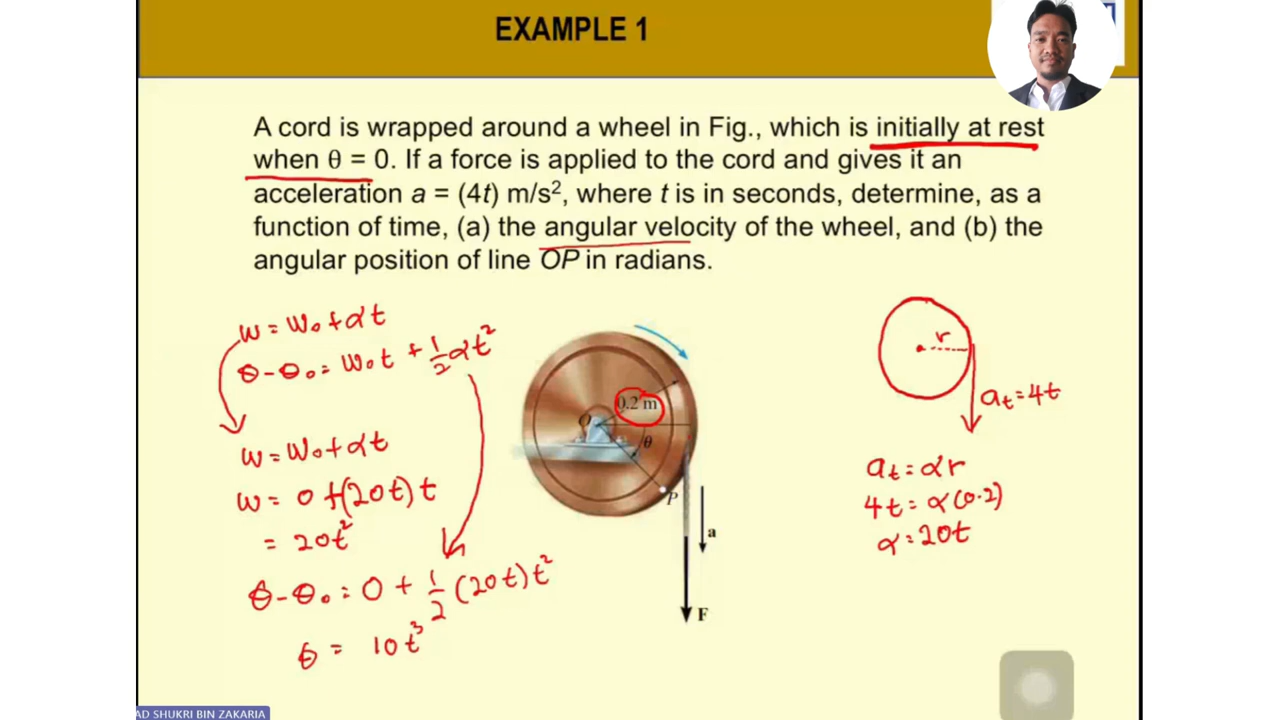 EXAMPLE 1
A cord is wrapped around a wheel in Fig., which is initially at rest
when θ = 0. If a force is applied to the cord and gives it an
acceleration a = (4t) m/s², where t is in seconds, determine, as a
function of time, (a) the angular velocity of the wheel, and (b) the
angular position of line OP in radians.
ω = ω₀ + αt
θ - θ₀ = ω₀t + 1/2 αt²
ω = ω₀ + αt
ω = 0 + (20t) t
= 20t²
θ - θ₀ = 0 + 1/2 (20t) t²
θ = 10t³
0.2 m
O
θ
P
a
F
r
aₜ = 4t
aₜ = αr
4t = α(0.2)
α = 20t
AD SHUKRI BIN ZAKARIA